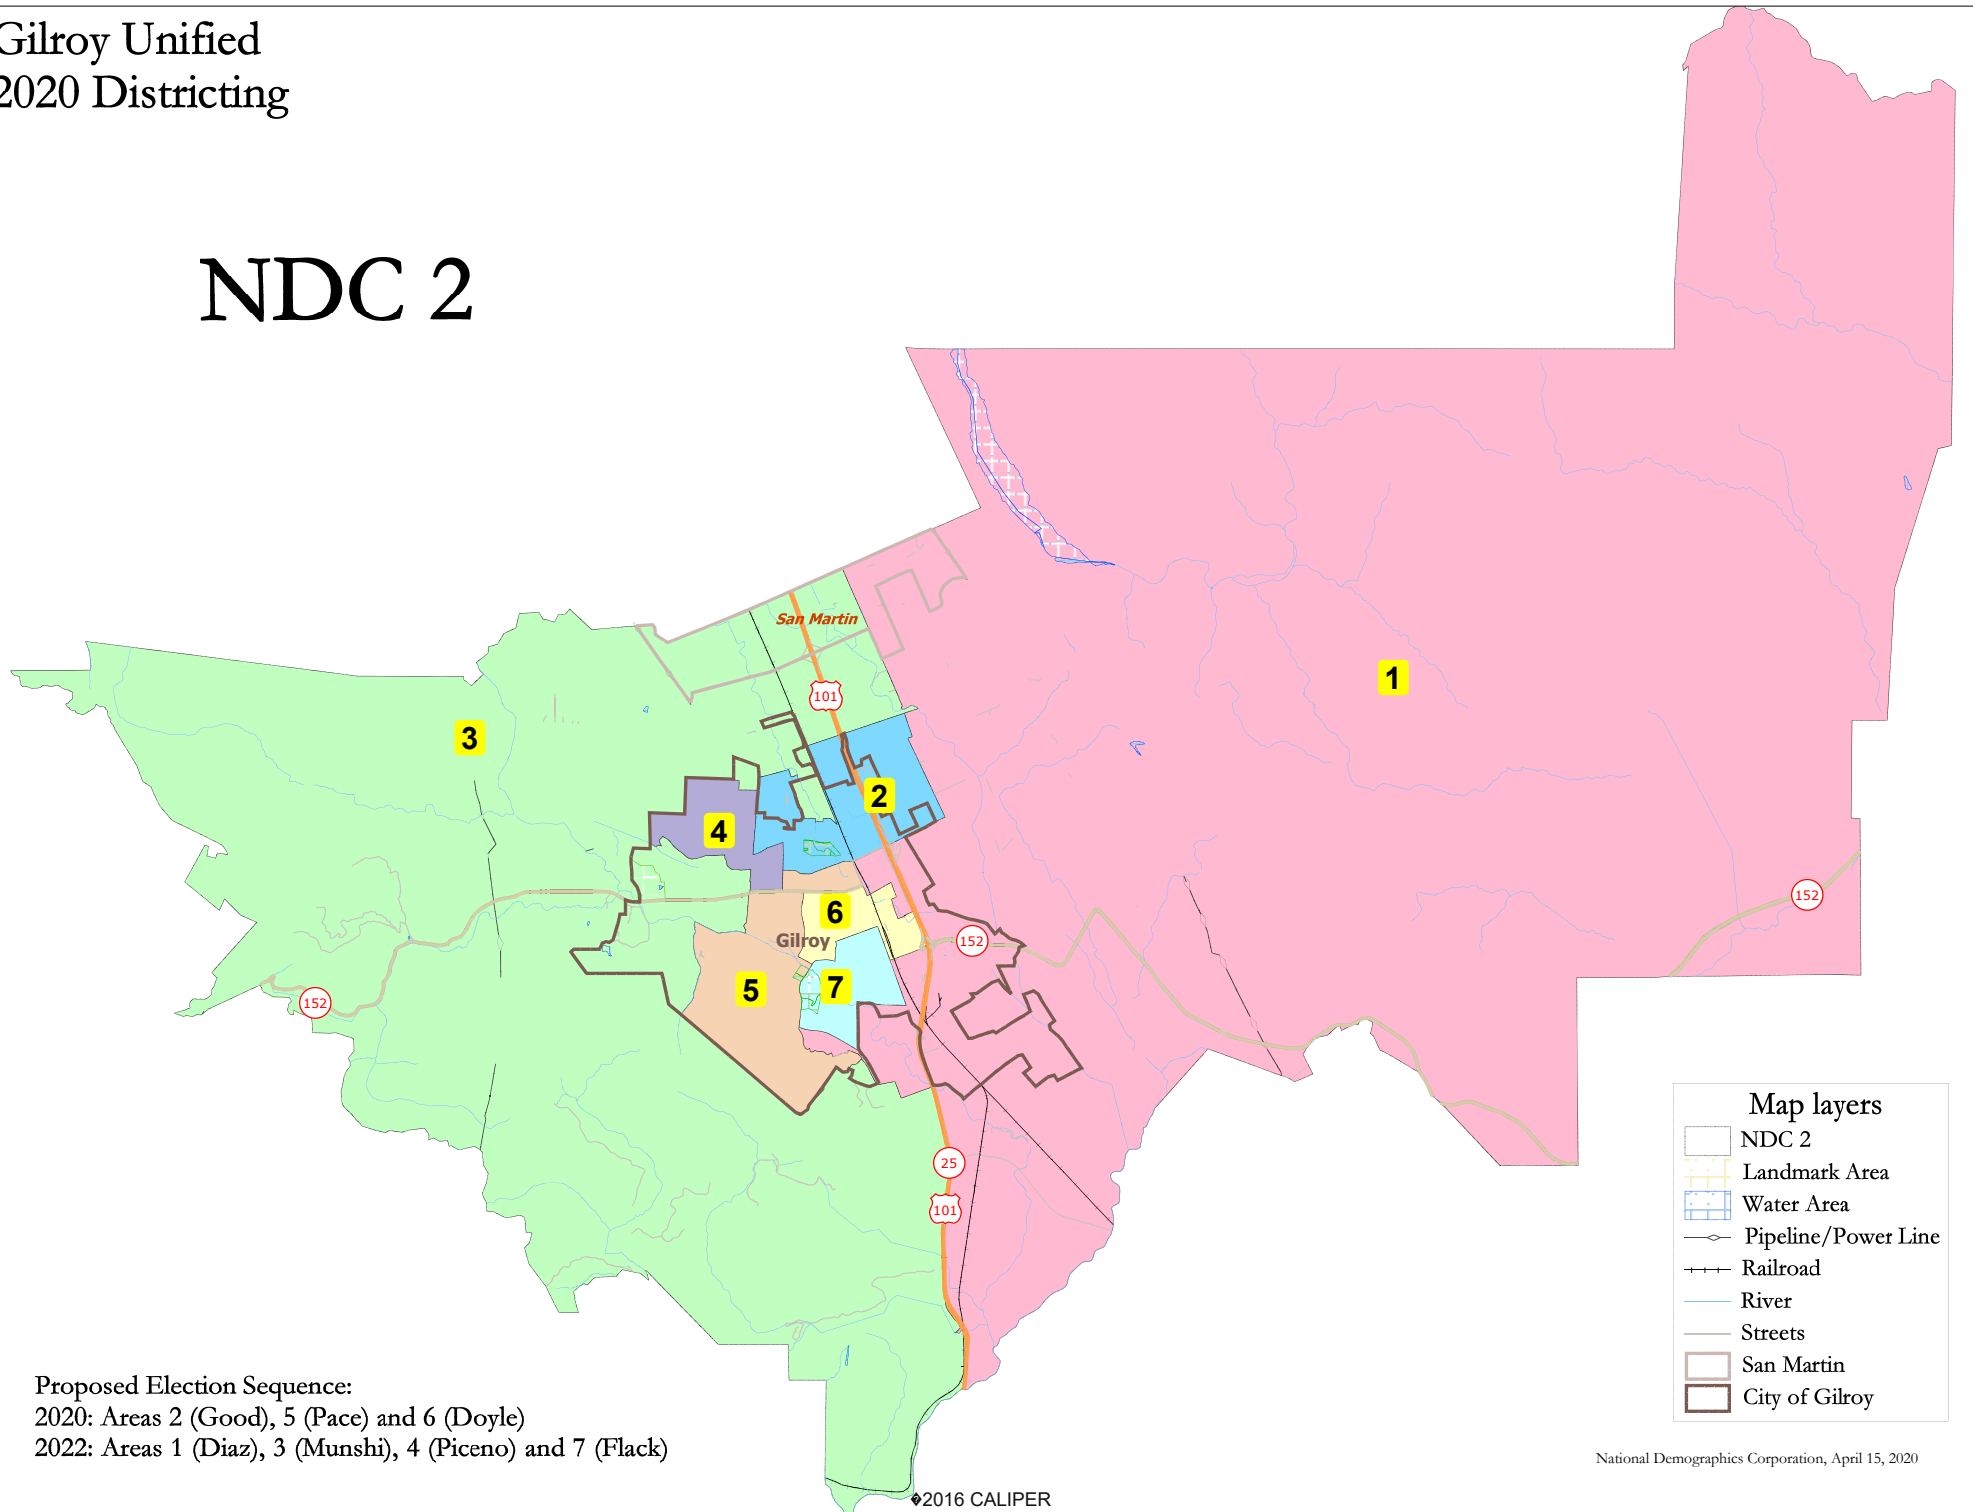 Gilroy Unified
2020 Districting
NDC 2
San Martin
101
1
3
2
4
152
6
Gilroy
152
5
7
152
25
101
Map layers
NDC 2
Landmark Area
Water Area
Pipeline/Power Line
Railroad
River
Streets
San Martin
City of Gilroy
Proposed Election Sequence:
2020: Areas 2 (Good), 5 (Pace) and 6 (Doyle)
2022: Areas 1 (Diaz), 3 (Munshi), 4 (Piceno) and 7 (Flack)
National Demographics Corporation, April 15, 2020
�2016 CALIPER